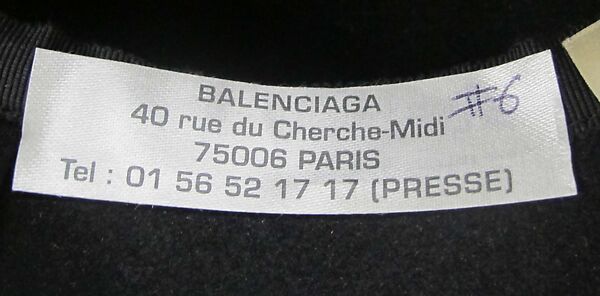 BALENCIAGA
40 rue du Cherche-Midi #6
75006 PARIS
Tel : 01 56 52 17 17 (PRESSE)